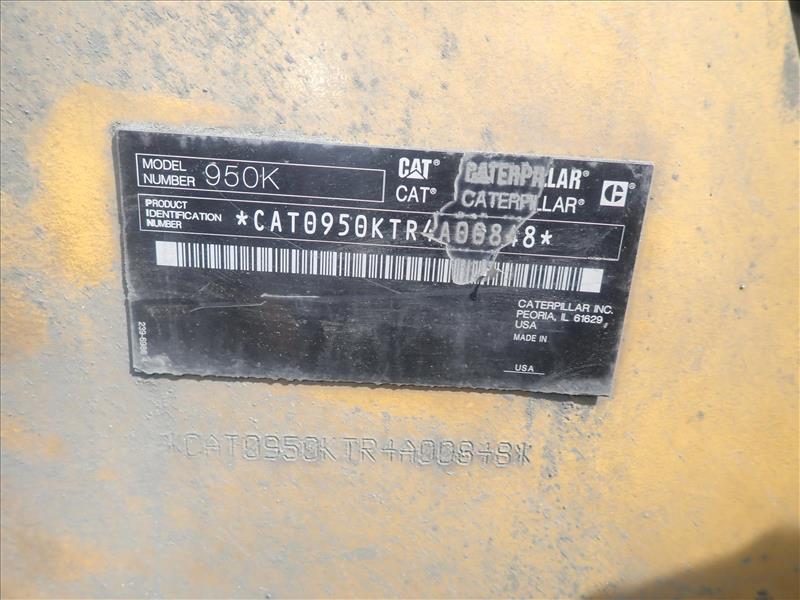 MODEL NUMBER 950K
CAT® CATERPILLAR®
CAT® CATERPILLAR®
PRODUCT IDENTIFICATION NUMBER *CAT0950KTR4A00848*
CATERPILLAR INC.
PEORIA, IL 61629
USA
MADE IN
USA
*CAT0950KTR4A00848*